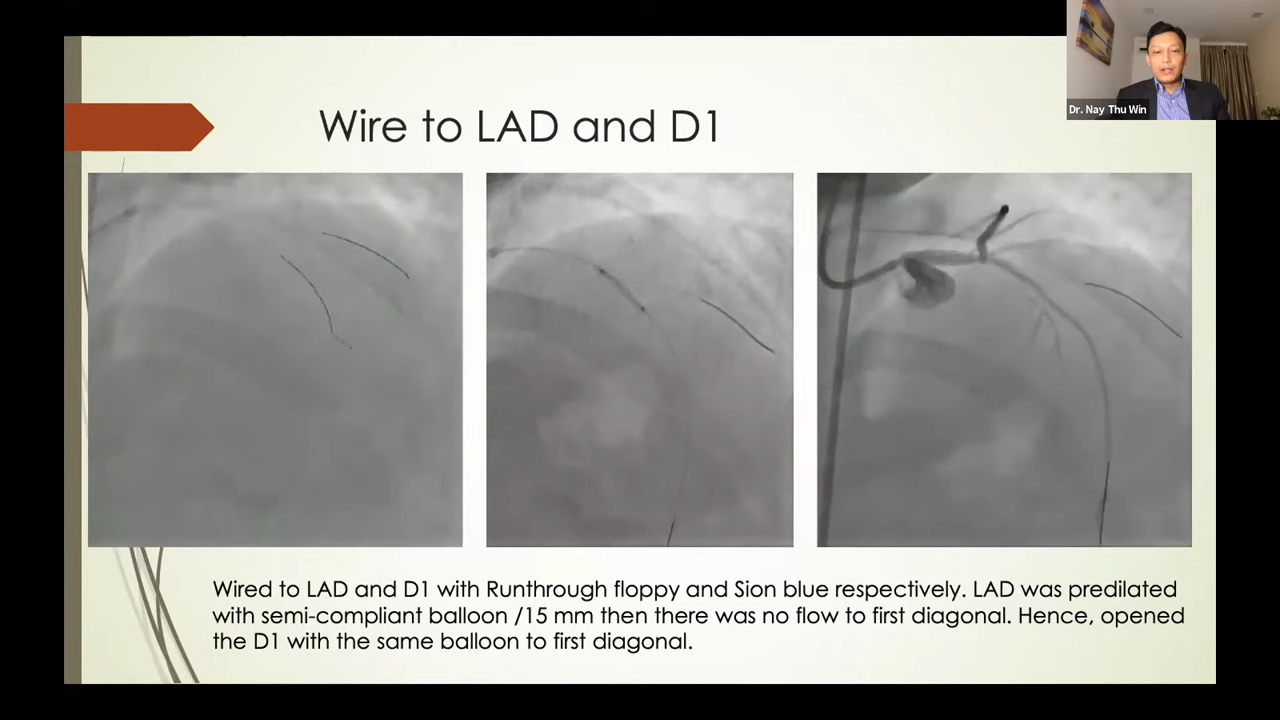 Dr. Nay Thu Win
Wire to LAD and D1
Wired to LAD and D1 with Runthrough floppy and Sion blue respectively. LAD was predilated
with semi-compliant balloon /15 mm then there was no flow to first diagonal. Hence, opened
the D1 with the same balloon to first diagonal.